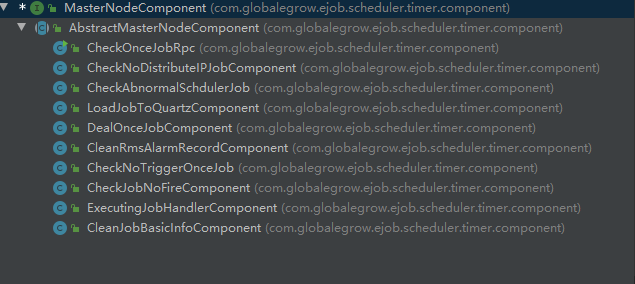 * MasterNodeComponent (com.globalegrow.ejob.scheduler.timer.component)
AbstractMasterNodeComponent (com.globalegrow.ejob.scheduler.timer.component)
CheckOnceJobRpc (com.globalegrow.ejob.scheduler.timer.component)
CheckNoDistributeIPJobComponent (com.globalegrow.ejob.scheduler.timer.component)
CheckAbnormalSchdulerJob (com.globalegrow.ejob.scheduler.timer.component)
LoadJobToQuartzComponent (com.globalegrow.ejob.scheduler.timer.component)
DealOnceJobComponent (com.globalegrow.ejob.scheduler.timer.component)
CleanRmsAlarmRecordComponent (com.globalegrow.ejob.scheduler.timer.component)
CheckNoTriggerOnceJob (com.globalegrow.ejob.scheduler.timer.component)
CheckJobNoFireComponent (com.globalegrow.ejob.scheduler.timer.component)
ExecutingJobHandlerComponent (com.globalegrow.ejob.scheduler.timer.component)
CleanJobBasicInfoComponent (com.globalegrow.ejob.scheduler.timer.component)